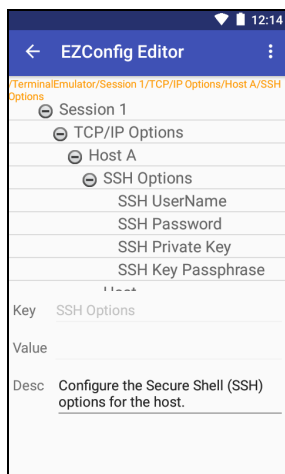 12:14
EZConfig Editor
/TerminalEmulator/Session 1/TCP/IP Options/Host A/SSH
Options
Session 1
TCP/IP Options
Host A
SSH Options
SSH UserName
SSH Password
SSH Private Key
SSH Key Passphrase
Host
Key SSH Options
Value
Desc Configure the Secure Shell (SSH)
options for the host.